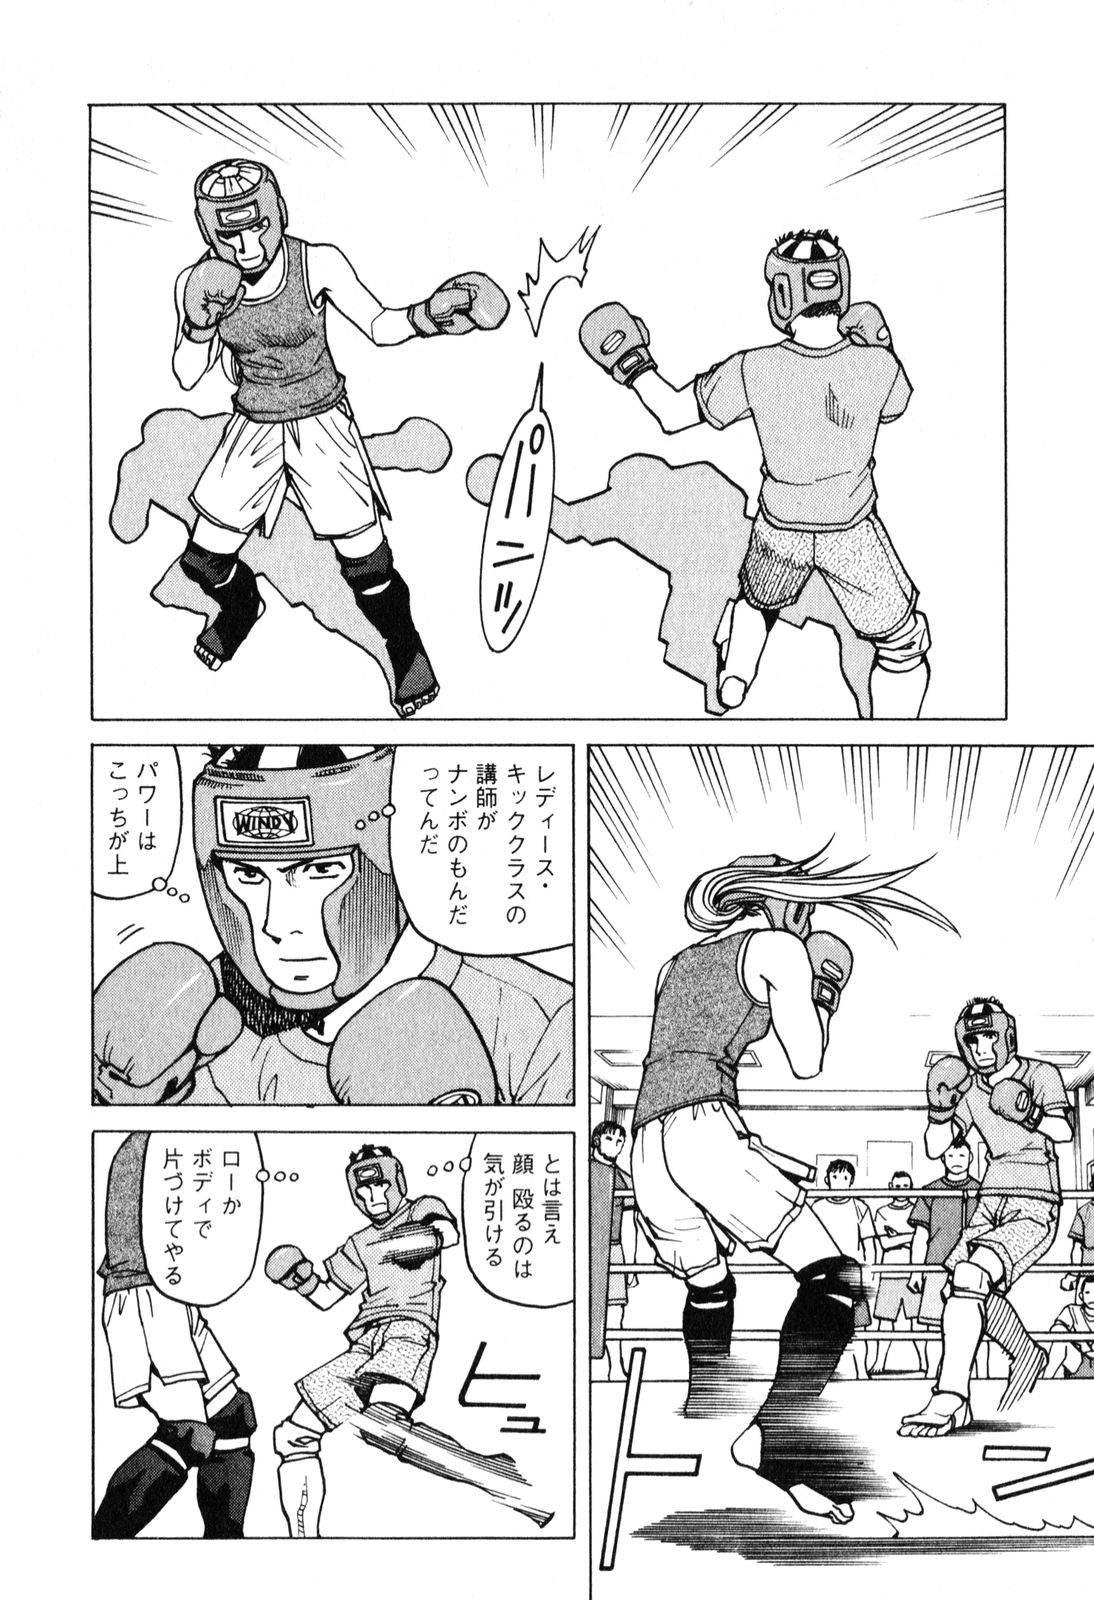 パンッ
トーン
レディース・
キッククラスの
講師が
ナンボのもんだ
ってんだ
WINDY
パワーは
こっちが上
とは言え
顔 殴るのは
気が引ける
ヒュ
ローか
ボディで
片づけてやる